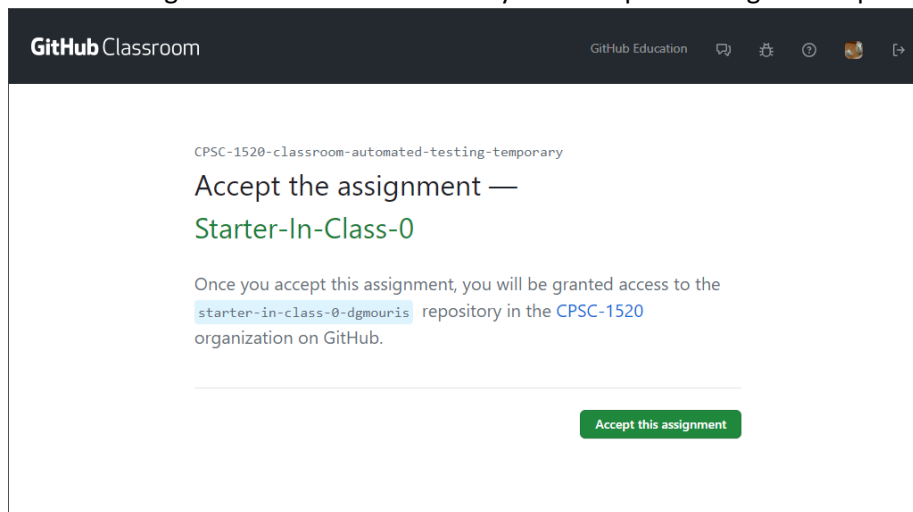 GitHub Classroom
GitHub Education
CPSC-1520-classroom-automated-testing-temporary
Accept the assignment —
Starter-In-Class-0
Once you accept this assignment, you will be granted access to the
starter-in-class-0-dgmouris repository in the CPSC-1520
organization on GitHub.
Accept this assignment